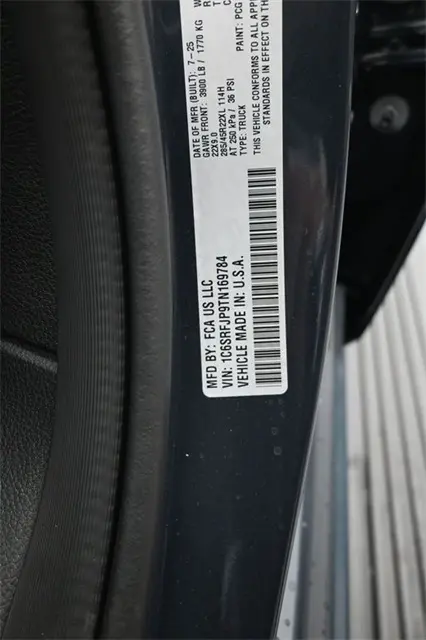 MFD BY: FCA US LLC
VIN: 1C6SRFJP9TN169784
VEHICLE MADE IN: U.S.A.
DATE OF MFR (BUILT): 7-25
GAWR FRONT: 3900 LB / 1770 KG
22X9.0
285/45R22XL 114H
AT 250 kPa / 36 PSI
TYPE: TRUCK
PAINT: PCG
THIS VEHICLE CONFORMS TO ALL APPL
STANDARDS IN EFFECT ON THE